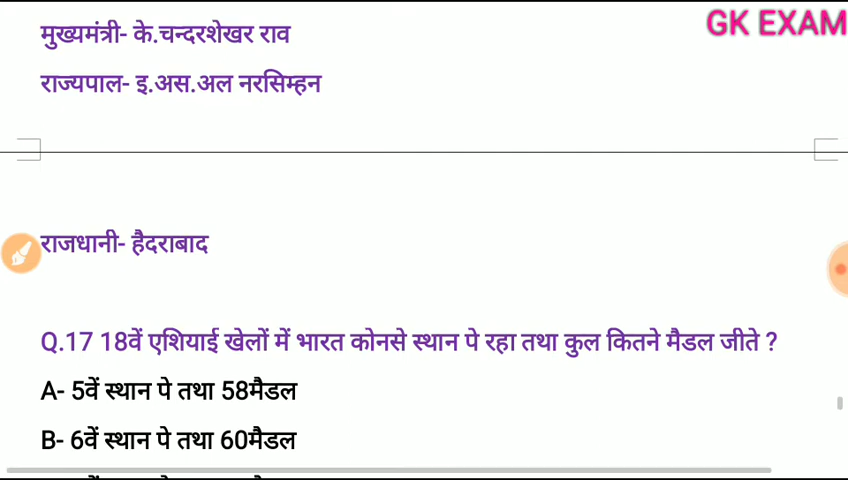 GK EXAM
मुख्यमंत्री- के.चन्दरशेखर राव
राज्यपाल- इ.अस.अल नरसिम्हन
राजधानी- हैदराबाद
Q.17 18वें एशियाई खेलों में भारत कोनसे स्थान पे रहा तथा कुल कितने मैडल जीते ?
A- 5वें स्थान पे तथा 58मैडल
B- 6वें स्थान पे तथा 60मैडल